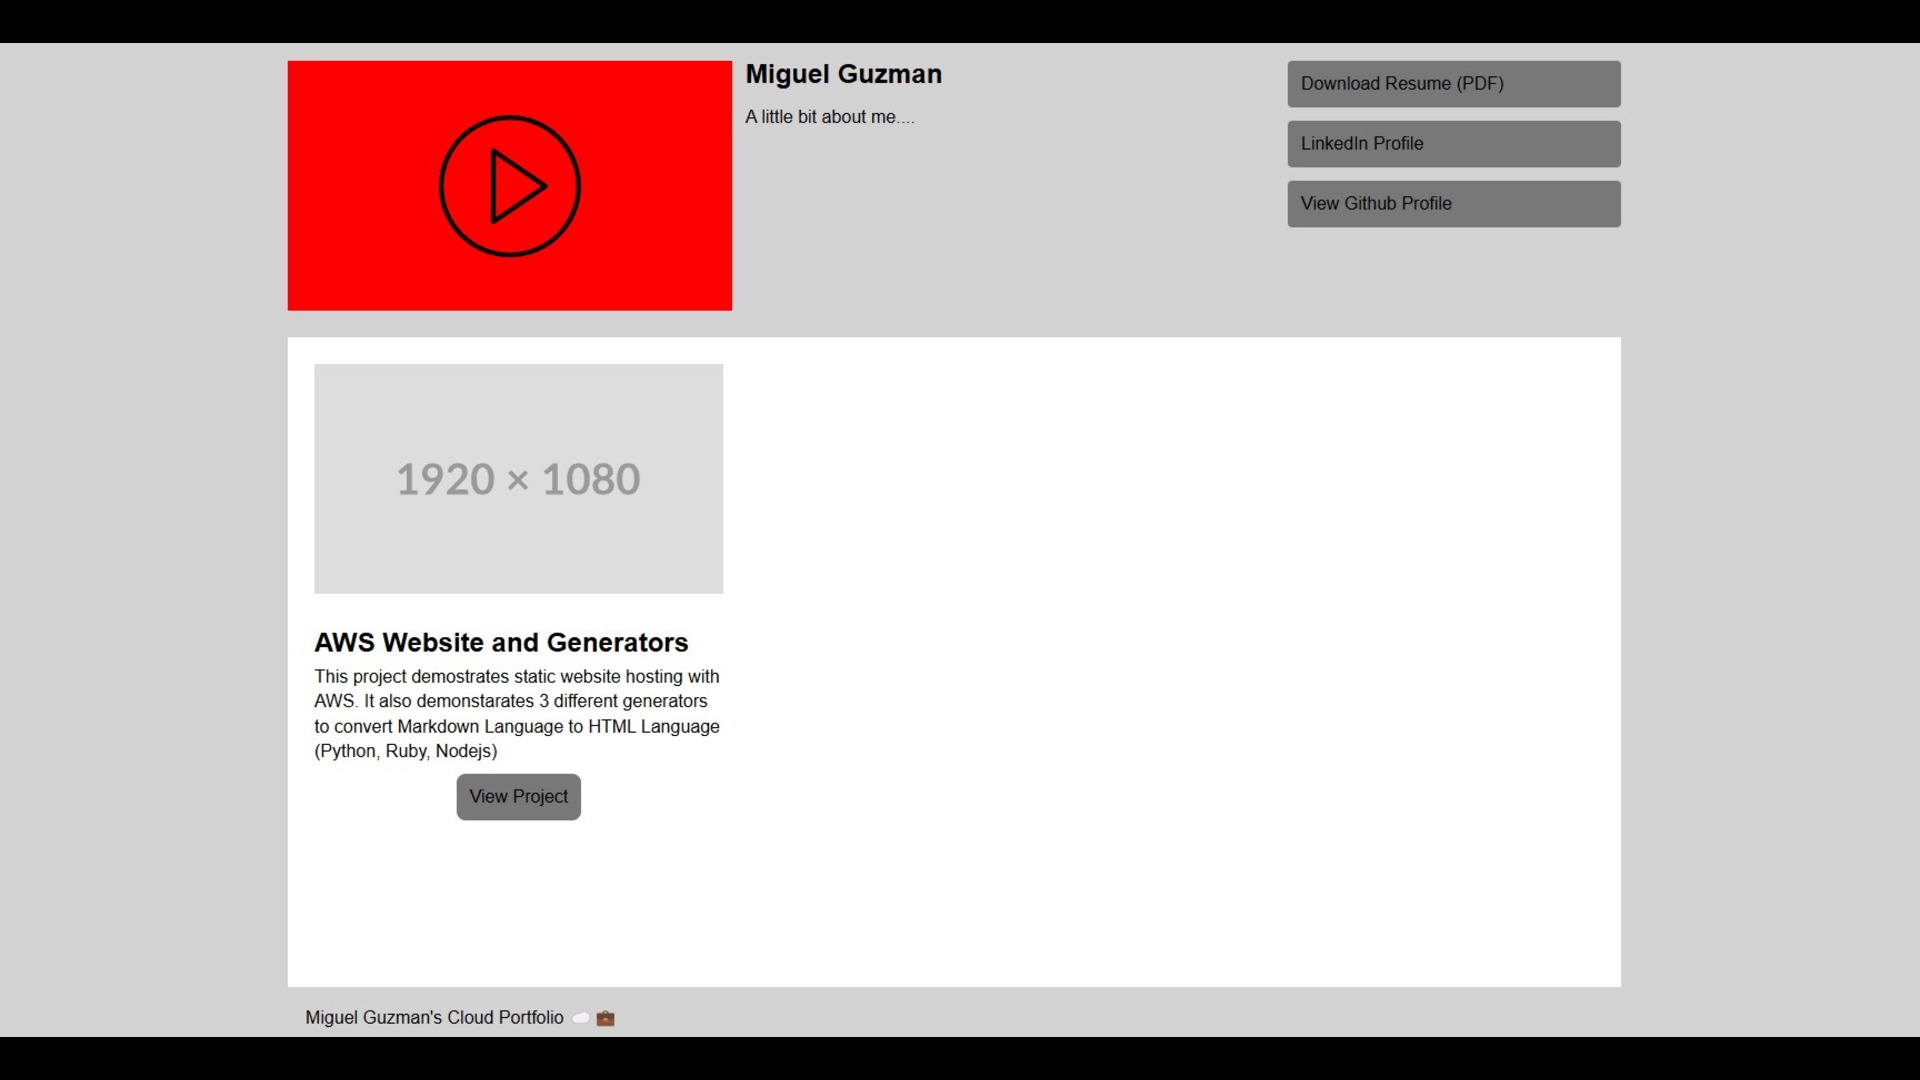 Miguel Guzman
A little bit about me....
Download Resume (PDF)
LinkedIn Profile
View Github Profile
1920 × 1080
AWS Website and Generators
This project demostrates static website hosting with
AWS. It also demonstarates 3 different generators
to convert Markdown Language to HTML Language
(Python, Ruby, Nodejs)
View Project
Miguel Guzman's Cloud Portfolio ☁️ 💼